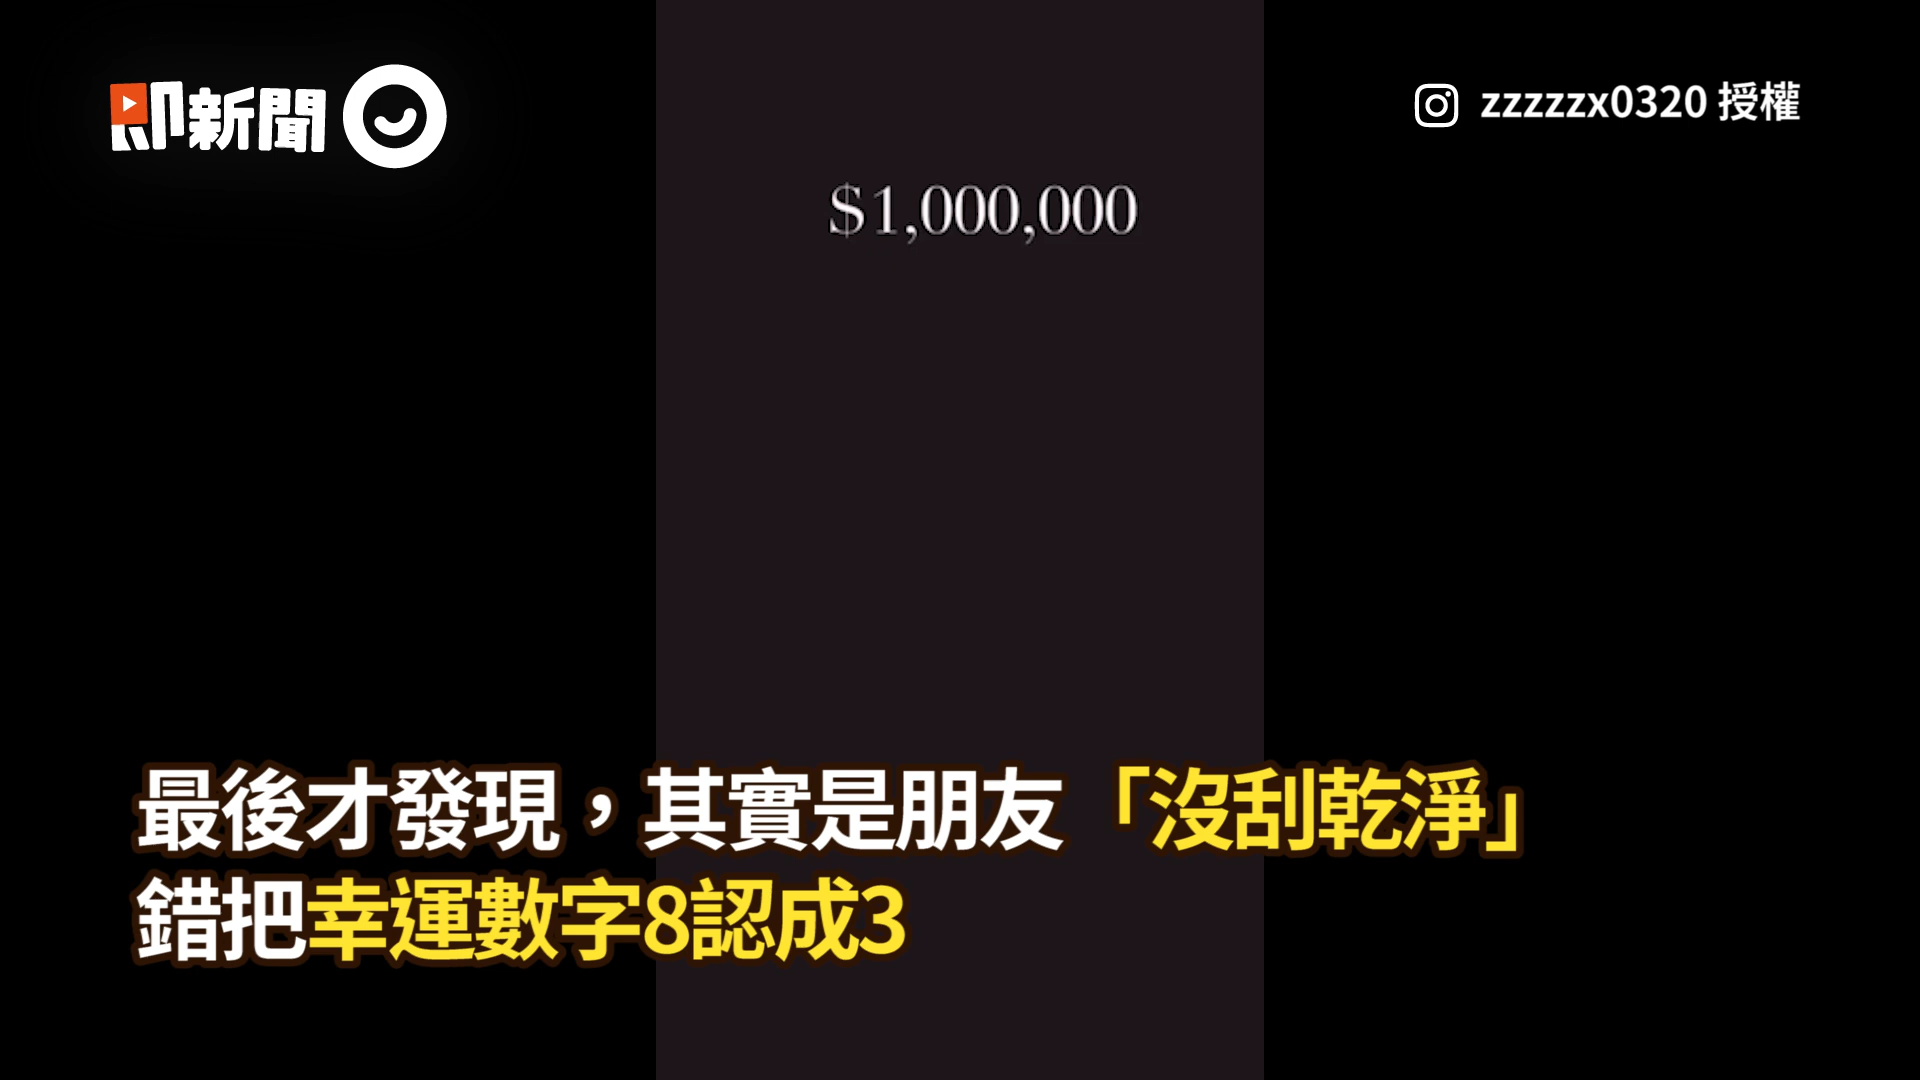 即新聞
zzzzzx0320 授權
$1,000,000
最後才發現，其實是朋友「沒刮乾淨」
錯把幸運數字8認成3